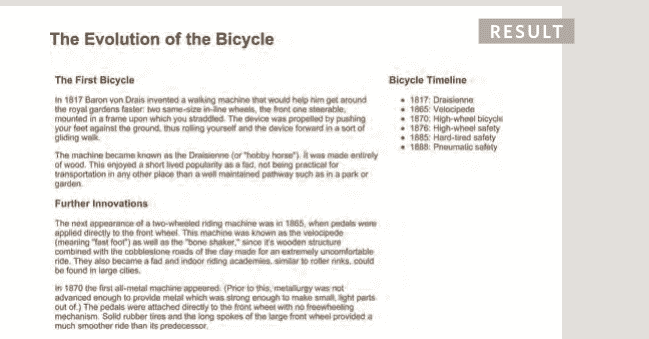 RESULT
The Evolution of the Bicycle
The First Bicycle
In 1817 Baron von Drais invented a walking machine that would help him get around
the royal gardens faster: two same-size in-line wheels, the front one steerable,
mounted in a frame upon which you straddled. The device was propelled by pushing
your feet against the ground, thus rolling yourself and the device forward in a sort of
gliding walk.
The machine became known as the Draisienne (or "hobby horse"). It was made entirely
of wood. This enjoyed a short lived popularity as a fad, not being practical for
transportation in any other place than a well maintained pathway such as in a park or
garden.
Further Innovations
The next appearance of a two-wheeled riding machine was in 1865, when pedals were
applied directly to the front wheel. This machine was known as the velocipede
(meaning "fast foot") as well as the "bone shaker," since it's wooden structure
combined with the cobblestone roads of the day made for an extremely uncomfortable
ride. They also became a fad and indoor riding academies, similar to roller rinks, could
be found in large cities.
In 1870 the first all-metal machine appeared. (Prior to this, metallurgy was not
advanced enough to provide metal which was strong enough to make small, light parts
out of.) The pedals were attached directly to the front wheel with no freewheeling
mechanism. Solid rubber tires and the long spokes of the large front wheel provided a
much smoother ride than its predecessor.
Bicycle Timeline
• 1817: Draisienne
• 1865: Velocipede
• 1870: High-wheel bicycle
• 1876: High-wheel safety
• 1885: Hard-tired safety
• 1888: Pneumatic safety